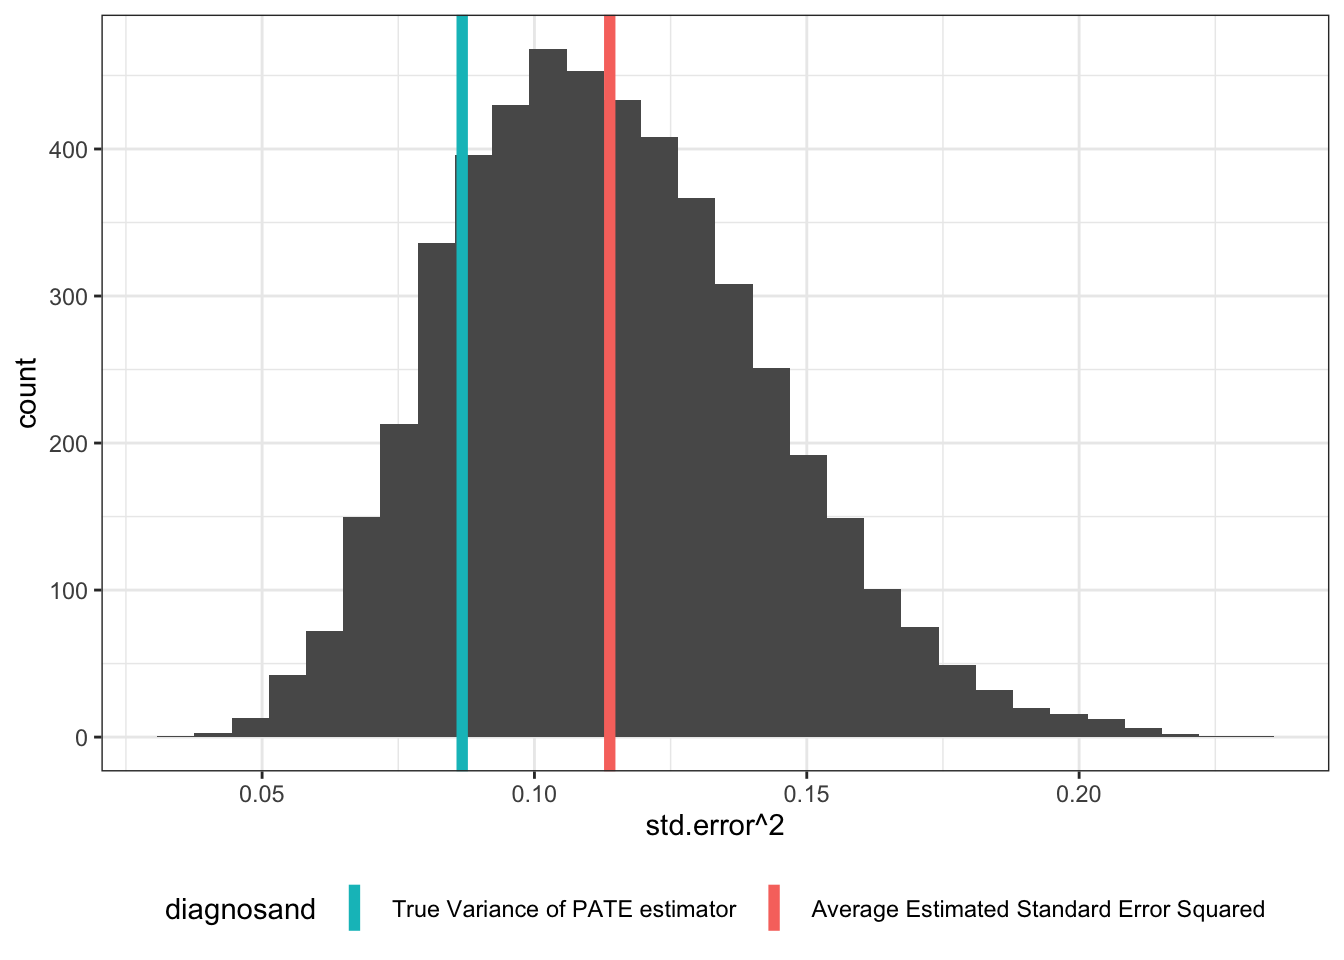 400
300
200
100
0
count
0.05 0.10 0.15 0.20
std.error^2
diagnosand True Variance of PATE estimator Average Estimated Standard Error Squared